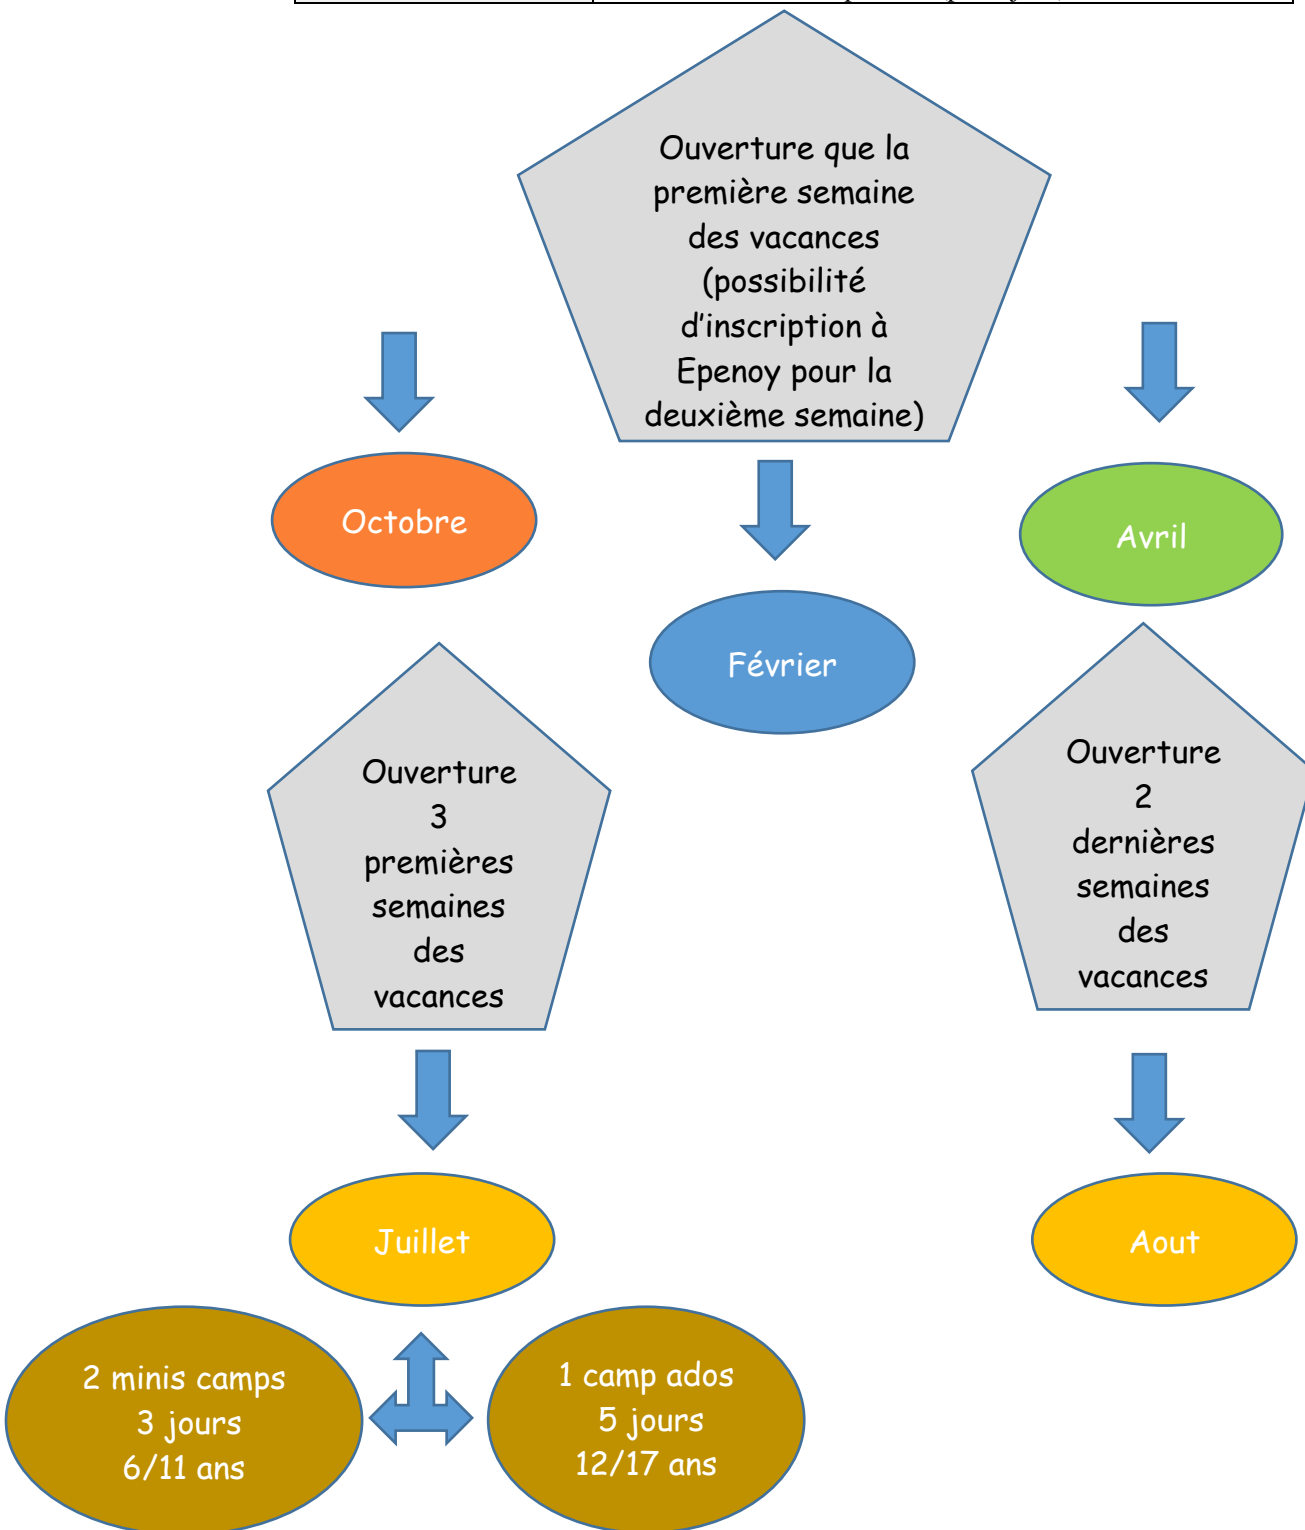 Ouverture que la
première semaine
des vacances
(possibilité
d'inscription à
Epenoy pour la
deuxième semaine)
Octobre
Avril
Février
Ouverture
3
premières
semaines
des
vacances
Ouverture
2
dernières
semaines
des
vacances
Juillet
Aout
2 minis camps
3 jours
6/11 ans
1 camp ados
5 jours
12/17 ans